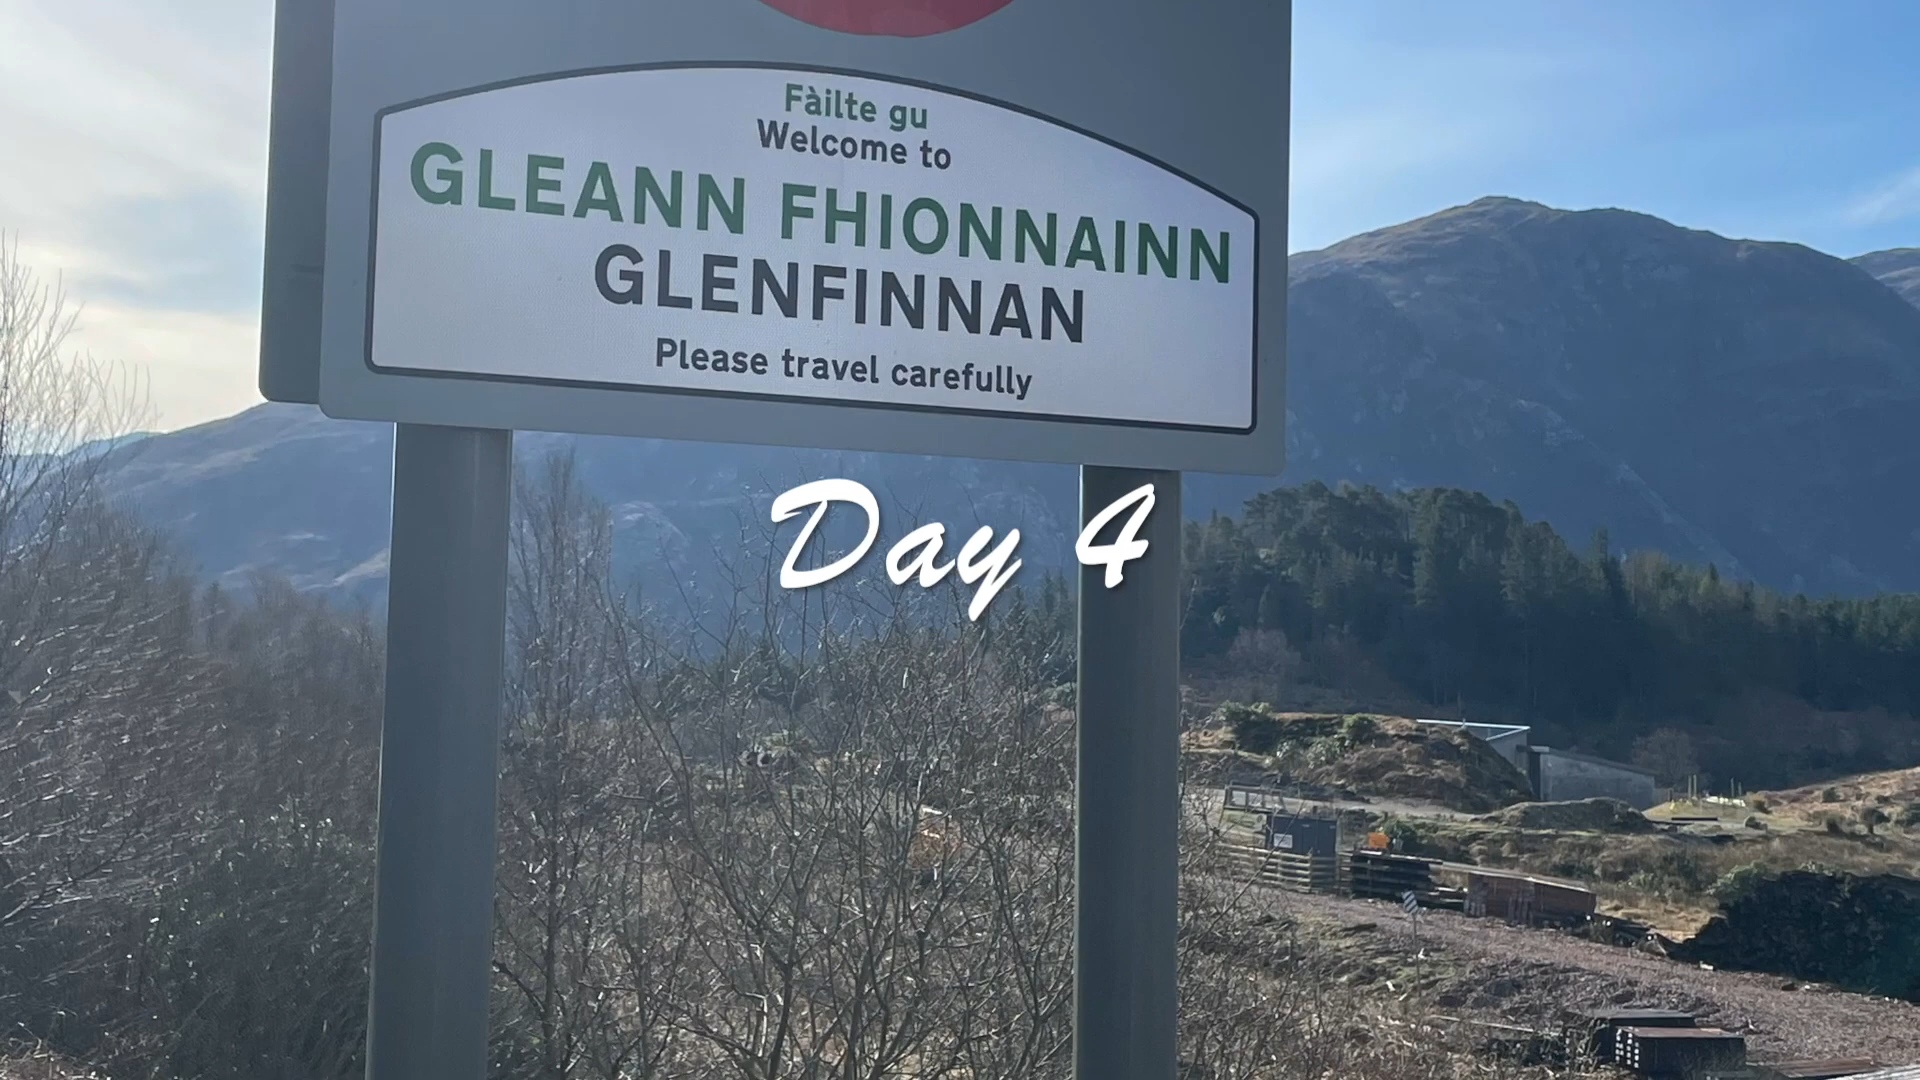 Fàilte gu
Welcome to
GLEANN FHIONNAINN
GLENFINNAN
Please travel carefully
Day 4